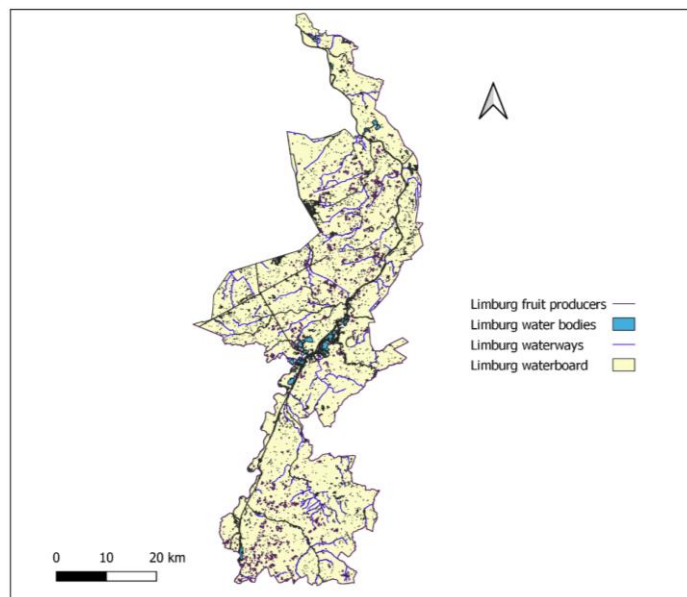 Limburg fruit producers
Limburg water bodies
Limburg waterways
Limburg waterboard
0 10 20 km